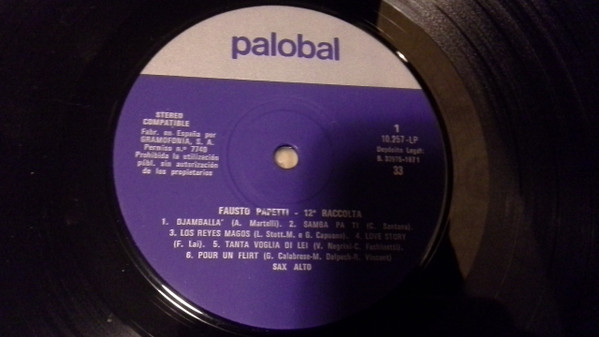 palobal
STEREO
COMPATIBLE
Fabr. en España por
GRAMOFONIA, S. A.
Permiso n.º 7740
Prohibida la utilización
públ. sin autorización
de los propietarios
1
10.257-LP
Depósito Legal:
B. 1971
33
FAUSTO PAPETTI - 12ª RACCOLTA
1. DJAMBALLA" (A. Martelli). 2. SAMBA PA TI (C. Santana).
3. LOS REYES MAGOS (L. Stott.M. e G. Capuano). 4. LOVE STORY
(F. Lai). 5. TANTA VOGLIA DI LEI (V. Negrini-C. Facchinetti).
6. POUR UN FLIRT (G. Calabrese-M. Delpech-R. Vincent)
SAX ALTO